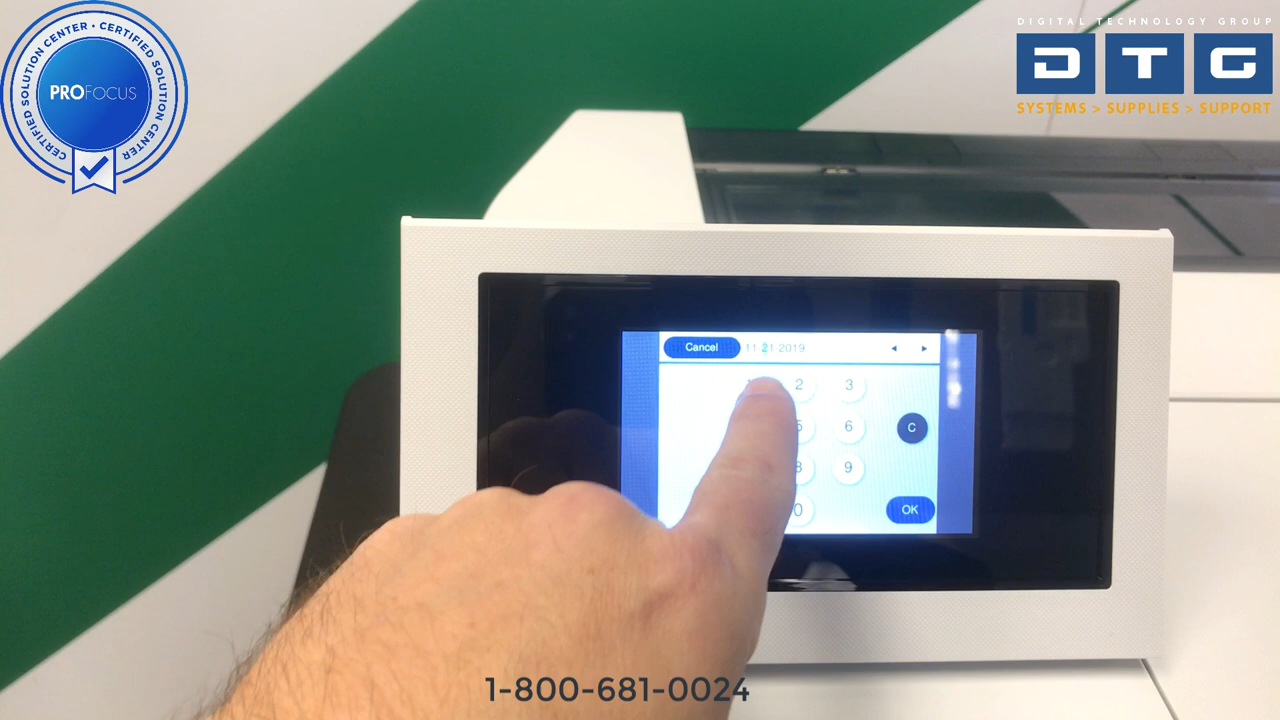 CERTIFIED SOLUTION CENTER • CERTIFIED SOLUTION CENTER •
PROFOCUS
DIGITAL TECHNOLOGY GROUP
DTG
SYSTEMS > SUPPLIES > SUPPORT
Cancel 11 21 2019
2 3
6 C
9
0 OK
1-800-681-0024